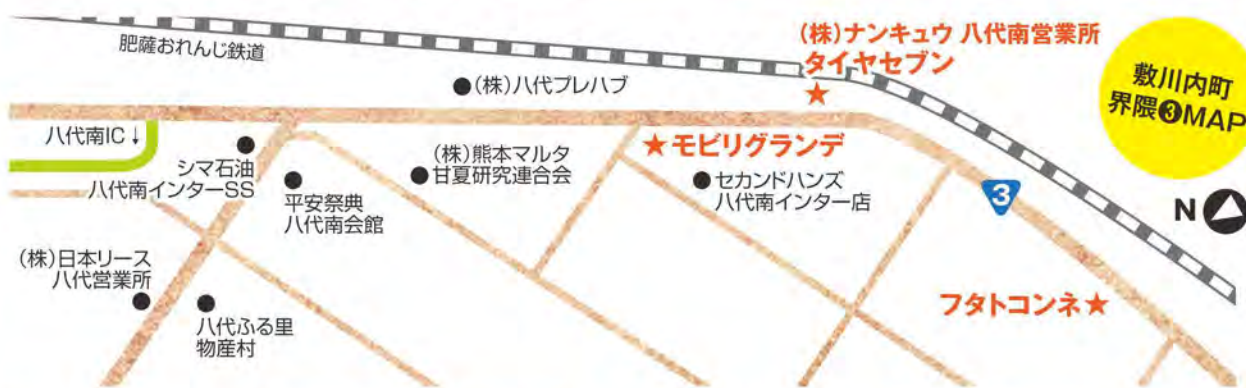 肥薩おれんじ鉄道
(株)ナンキュウ 八代南営業所
タイヤセブン
敷川内町
界隈❸MAP
(株)八代プレハブ
八代南IC↓
シマ石油
八代南インターSS
平安祭典
八代南会館
(株)熊本マルタ
甘夏研究連合会
モビリグランデ
セカンドハンズ
八代南インター店
3
N
(株)日本リース
八代営業所
八代ふる里
物産村
フタトコンネ